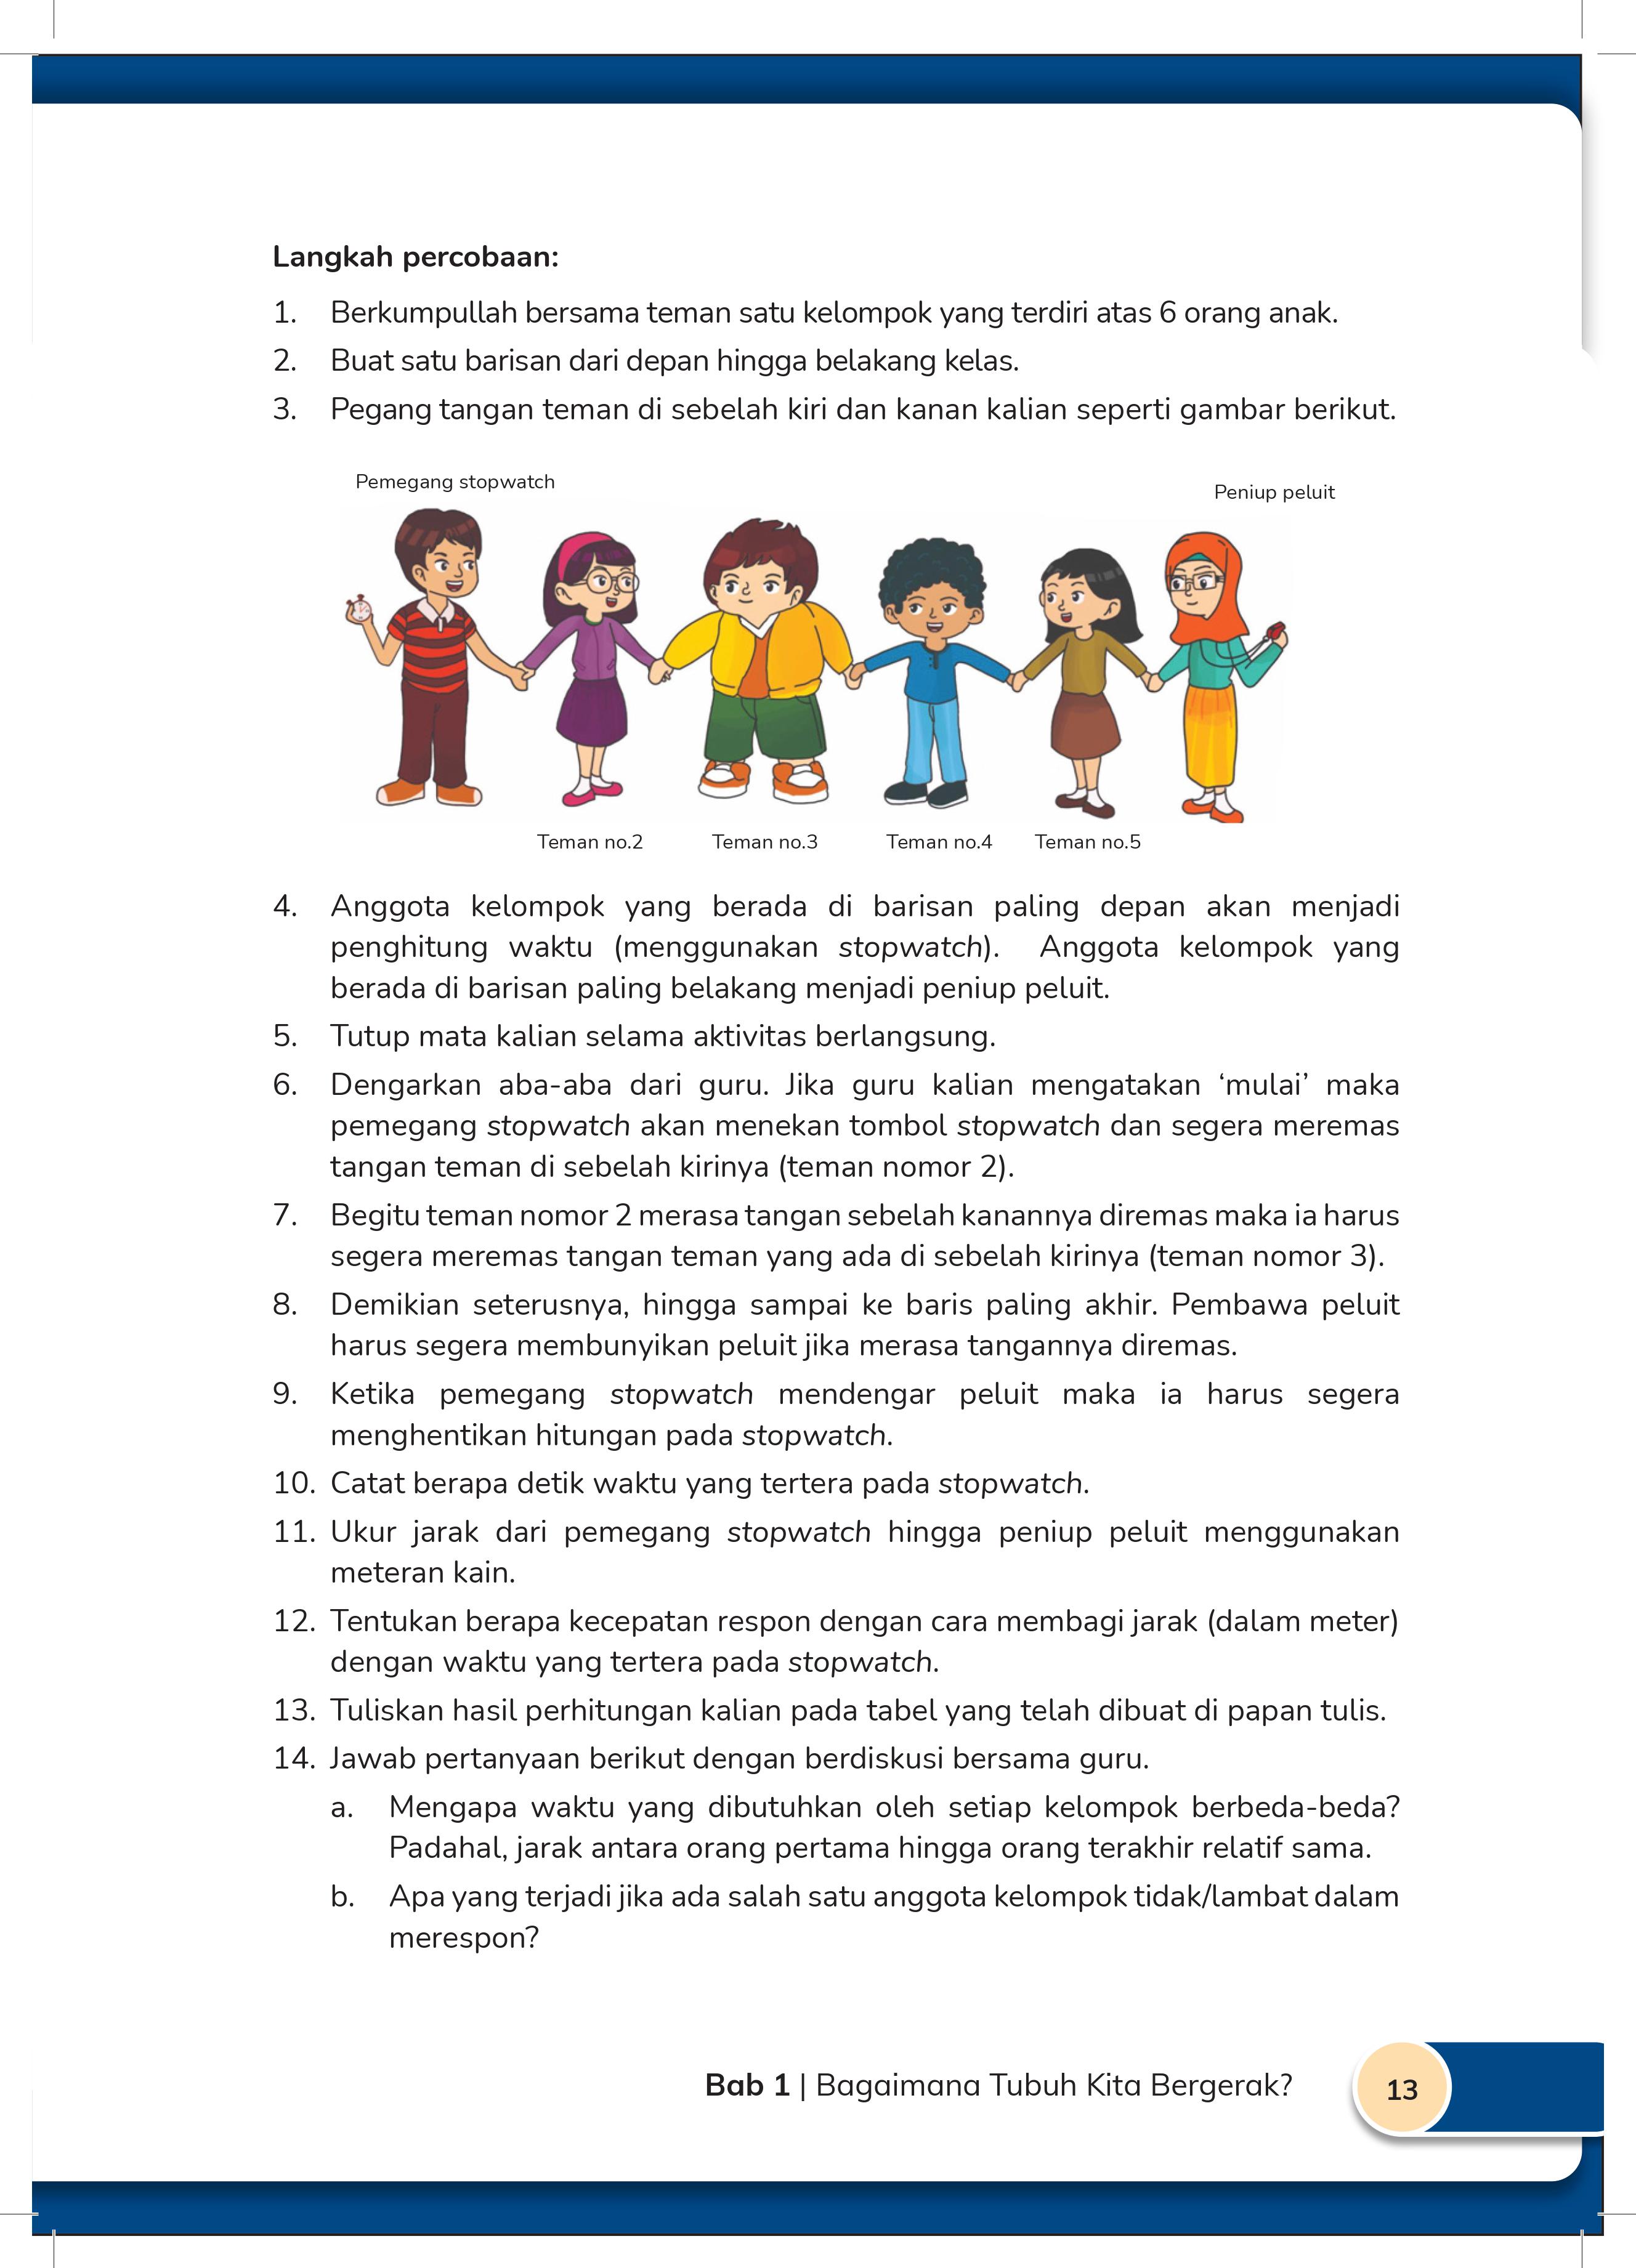 Langkah percobaan:
1. Berkumpullah bersama teman satu kelompok yang terdiri atas 6 orang anak.
2. Buat satu barisan dari depan hingga belakang kelas.
3. Pegang tangan teman di sebelah kiri dan kanan kalian seperti gambar berikut.
Pemegang stopwatch
Peniup peluit
Teman no.2 Teman no.3 Teman no.4 Teman no.5
4. Anggota kelompok yang berada di barisan paling depan akan menjadi
penghitung waktu (menggunakan stopwatch). Anggota kelompok yang
berada di barisan paling belakang menjadi peniup peluit.
5. Tutup mata kalian selama aktivitas berlangsung.
6. Dengarkan aba-aba dari guru. Jika guru kalian mengatakan ‘mulai’ maka
pemegang stopwatch akan menekan tombol stopwatch dan segera meremas
tangan teman di sebelah kirinya (teman nomor 2).
7. Begitu teman nomor 2 merasa tangan sebelah kanannya diremas maka ia harus
segera meremas tangan teman yang ada di sebelah kirinya (teman nomor 3).
8. Demikian seterusnya, hingga sampai ke baris paling akhir. Pembawa peluit
harus segera membunyikan peluit jika merasa tangannya diremas.
9. Ketika pemegang stopwatch mendengar peluit maka ia harus segera
menghentikan hitungan pada stopwatch.
10. Catat berapa detik waktu yang tertera pada stopwatch.
11. Ukur jarak dari pemegang stopwatch hingga peniup peluit menggunakan
meteran kain.
12. Tentukan berapa kecepatan respon dengan cara membagi jarak (dalam meter)
dengan waktu yang tertera pada stopwatch.
13. Tuliskan hasil perhitungan kalian pada tabel yang telah dibuat di papan tulis.
14. Jawab pertanyaan berikut dengan berdiskusi bersama guru.
a. Mengapa waktu yang dibutuhkan oleh setiap kelompok berbeda-beda?
Padahal, jarak antara orang pertama hingga orang terakhir relatif sama.
b. Apa yang terjadi jika ada salah satu anggota kelompok tidak/lambat dalam
merespon?
Bab 1 | Bagaimana Tubuh Kita Bergerak? 13